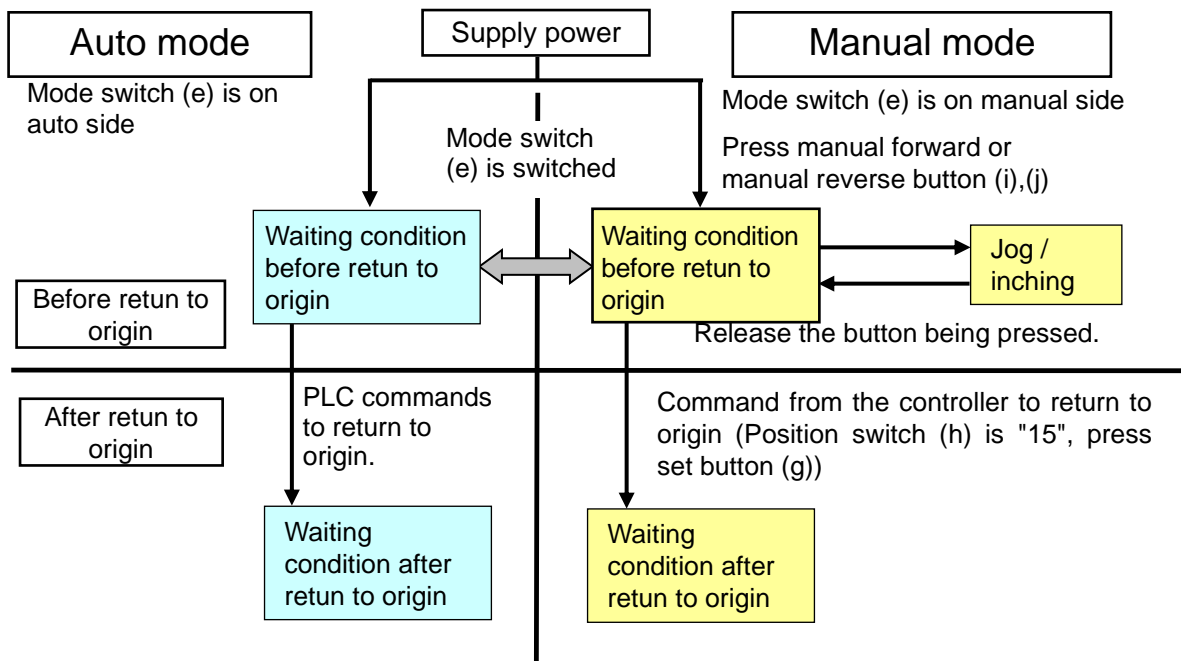 Auto mode
Supply power
Manual mode
Mode switch (e) is on
auto side
Mode switch
(e) is switched
Mode switch (e) is on manual side
Press manual forward or
manual reverse button (i),(j)
Waiting condition
before retun to
origin
Waiting condition
before retun to
origin
Jog /
inching
Before retun to
origin
Release the button being pressed.
After retun to
origin
PLC commands
to return to
origin.
Command from the controller to return to
origin (Position switch (h) is "15", press
set button (g))
Waiting
condition after
retun to origin
Waiting
condition after
retun to origin